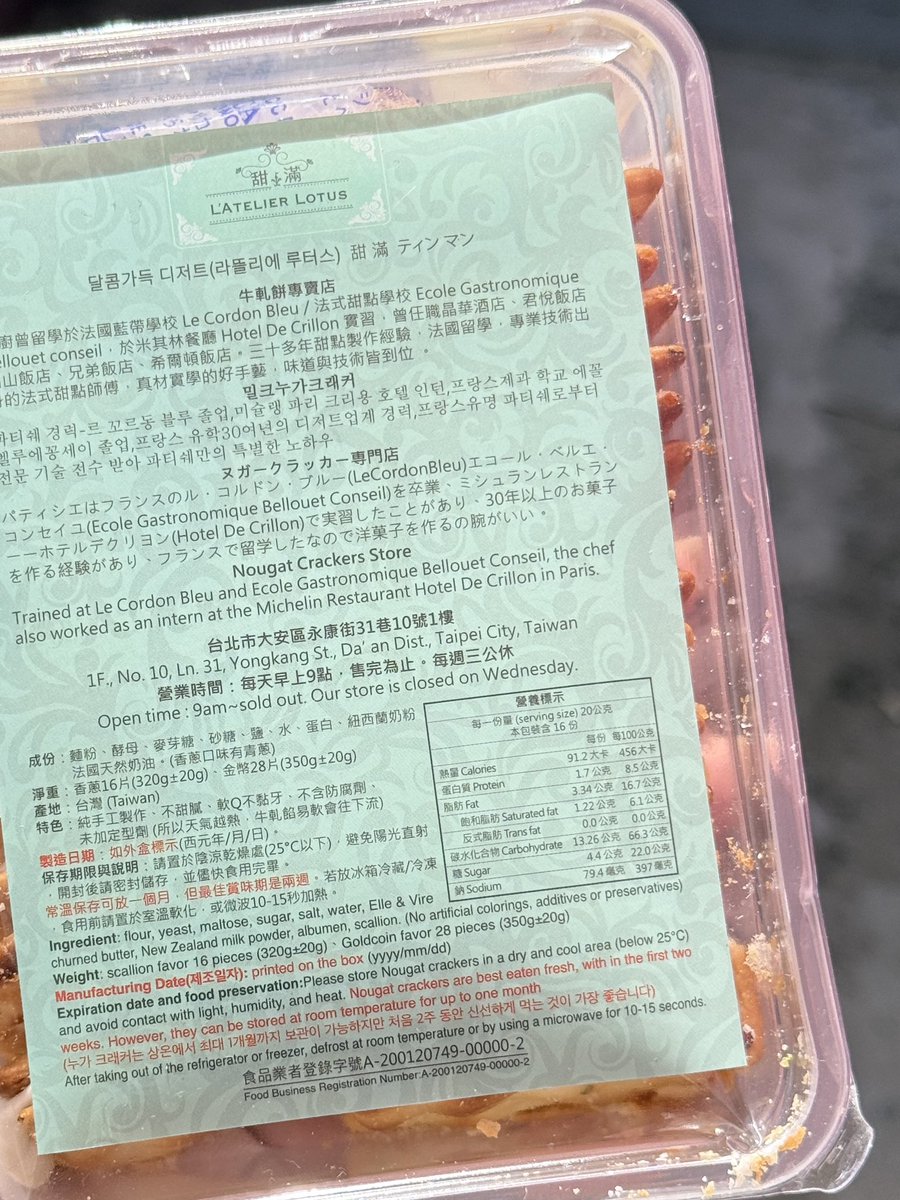 甜滿
L'ATELIER LOTUS
달콤가득 디저트(라뜰리에 루터스) 甜 滿 ティン マン
牛軋餅專賣店
廚曾留學於法國藍帶學校 Le Cordon Bleu / 法式甜點學校 Ecole Gastronomique
ellouet conseil，於米其林餐廳 Hotel De Crillon 實習，曾任職晶華酒店、君悅飯店
山飯店、兄弟飯店、希爾頓飯店。三十多年甜點製作經驗，法國留學，專業技術出
的法式甜點師傅，真材實學的好手藝，味道與技術皆到位 。
밀크누가크래커
파티쉐 경력-르 꼬르동 블루 졸업,미슐랭 파리 크리용 호텔 인턴,프랑스제과 학교 에꼴
벨루에꽁세이 졸업,프랑스 유학30여년의 디저트업계 경력,프랑스유명 파티쉐로부터
전문 기술 전수 받아 파티쉐만의 특별한 노하우
ヌガークラッカー専門店
パティシエはフランスのル・コルドン・ブルー(LeCordonBleu)エコール・ベルエ・
コンセイユ(Ecole Gastronomique Bellouet Conseil)を卒業、ミシュランレストラン
ーーホテルデクリヨン(Hotel De Crillon)で実習したことがあり、30年以上のお菓子
を作る経験があり、フランスで留学したなので洋菓子を作るの腕がいい。
Nougat Crackers Store
Trained at Le Cordon Bleu and Ecole Gastronomique Bellouet Conseil, the chef
also worked as an intern at the Michelin Restaurant Hotel De Crillon in Paris.
台北市大安區永康街31巷10號1樓
1F., No. 10, Ln. 31, Yongkang St., Da' an Dist., Taipei City, Taiwan
營業時間：每天早上9點，售完為止。每週三公休
Open time : 9am~sold out. Our store is closed on Wednesday.
成份：麵粉、酵母、麥芽糖、砂糖、鹽、水、蛋白、紐西蘭奶粉
法國天然奶油。(香蔥口味有青蔥)
淨重：香蔥16片(320g±20g)、金幣28片(350g±20g)
產地：台灣 (Taiwan)
特色：純手工製作、不甜膩、軟Q不黏牙、不含防腐劑、
未加定型劑 (所以天氣越熱，牛軋餡易軟會往下流)
製造日期：如外盒標示(西元年/月/日)。
保存期限與說明：請置於陰涼乾燥處(25°C以下)，避免陽光直射
開封後請密封儲存，並儘快食用完畢。
常溫保存可放一個月，但最佳賞味期是兩週。若放冰箱冷藏/冷凍
，食用前請置於室溫軟化，或微波10-15秒加熱。
營養標示
每一份量 (serving size) 20公克
本包裝含 16 份
每份 每100公克
熱量 Calories 91.2大卡 456大卡
蛋白質 Protein 1.7 公克 8.5公克
脂肪 Fat 3.34 公克 16.7公克
飽和脂肪 Saturated fat 1.22公克 6.1公克
反式脂肪 Trans fat 0.0公克 0.0公克
碳水化合物 Carbohydrate 13.26 公克 66.3公克
糖 Sugar 4.4 公克 22.0公克
鈉 Sodium 79.4 毫克 397毫克
Ingredient: flour, yeast, maltose, sugar, salt, water, Elle & Vire
churned butter, New Zealand milk powder, albumen, scallion. (No artificial colorings, additives or preservatives)
Weight: scallion favor 16 pieces (320g±20g)、Goldcoin favor 28 pieces (350g±20g)
Manufacturing Date(제조일자): printed on the box (yyyy/mm/dd)
Expiration date and food preservation:Please store Nougat crackers in a dry and cool area (below 25°C)
and avoid contact with light, humidity, and heat. Nougat crackers are best eaten fresh, with in the first two
weeks. However, they can be stored at room temperature for up to one month
(누가 크래커는 상온에서 최대 1개월까지 보관이 가능하지만 처음 2주 동안 신선하게 먹는 것이 가장 좋습니다)
After taking out of the refrigerator or freezer, defrost at room temperature or by using a microwave for 10-15 seconds.
食品業者登錄字號A-200120749-00000-2
Food Business Registration Number:A-200120749-00000-2